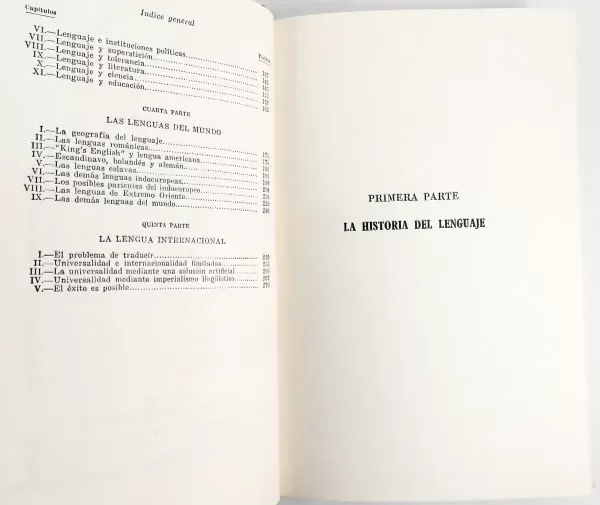 Capítulos
Indice general
Págins
VI.—Lenguaje e instituciones políticas
VII.—Lenguaje y superstición
VIII.—Lenguaje y tolerancia
IX.—Lenguaje y literatura
X.—Lenguaje y ciencia
XI.—Lenguaje y educación
CUARTA PARTE
LAS LENGUAS DEL MUNDO
I.—La geografía del lenguaje
II.—Las lenguas románicas
III.—"King's English" y lengua americana
IV.—Escandinavo, holandés y alemán
V.—Las lenguas eslavas
VI.—Las demás lenguas indoeuropeas
VII.—Los posibles parientes del indoeuropeo
VIII.—Las lenguas de Extremo Oriente
IX.—Las demás lenguas del mundo 240
QUINTA PARTE
LA LENGUA INTERNACIONAL
I.—El problema de traducir
II.—Universalidad e internacionalidad limitadas
III.—La universalidad mediante una solución artificial
IV.—Universalidad mediante imperialismo lingüístico 267
V.—El éxito es posible
PRIMERA PARTE
LA HISTORIA DEL LENGUAJE